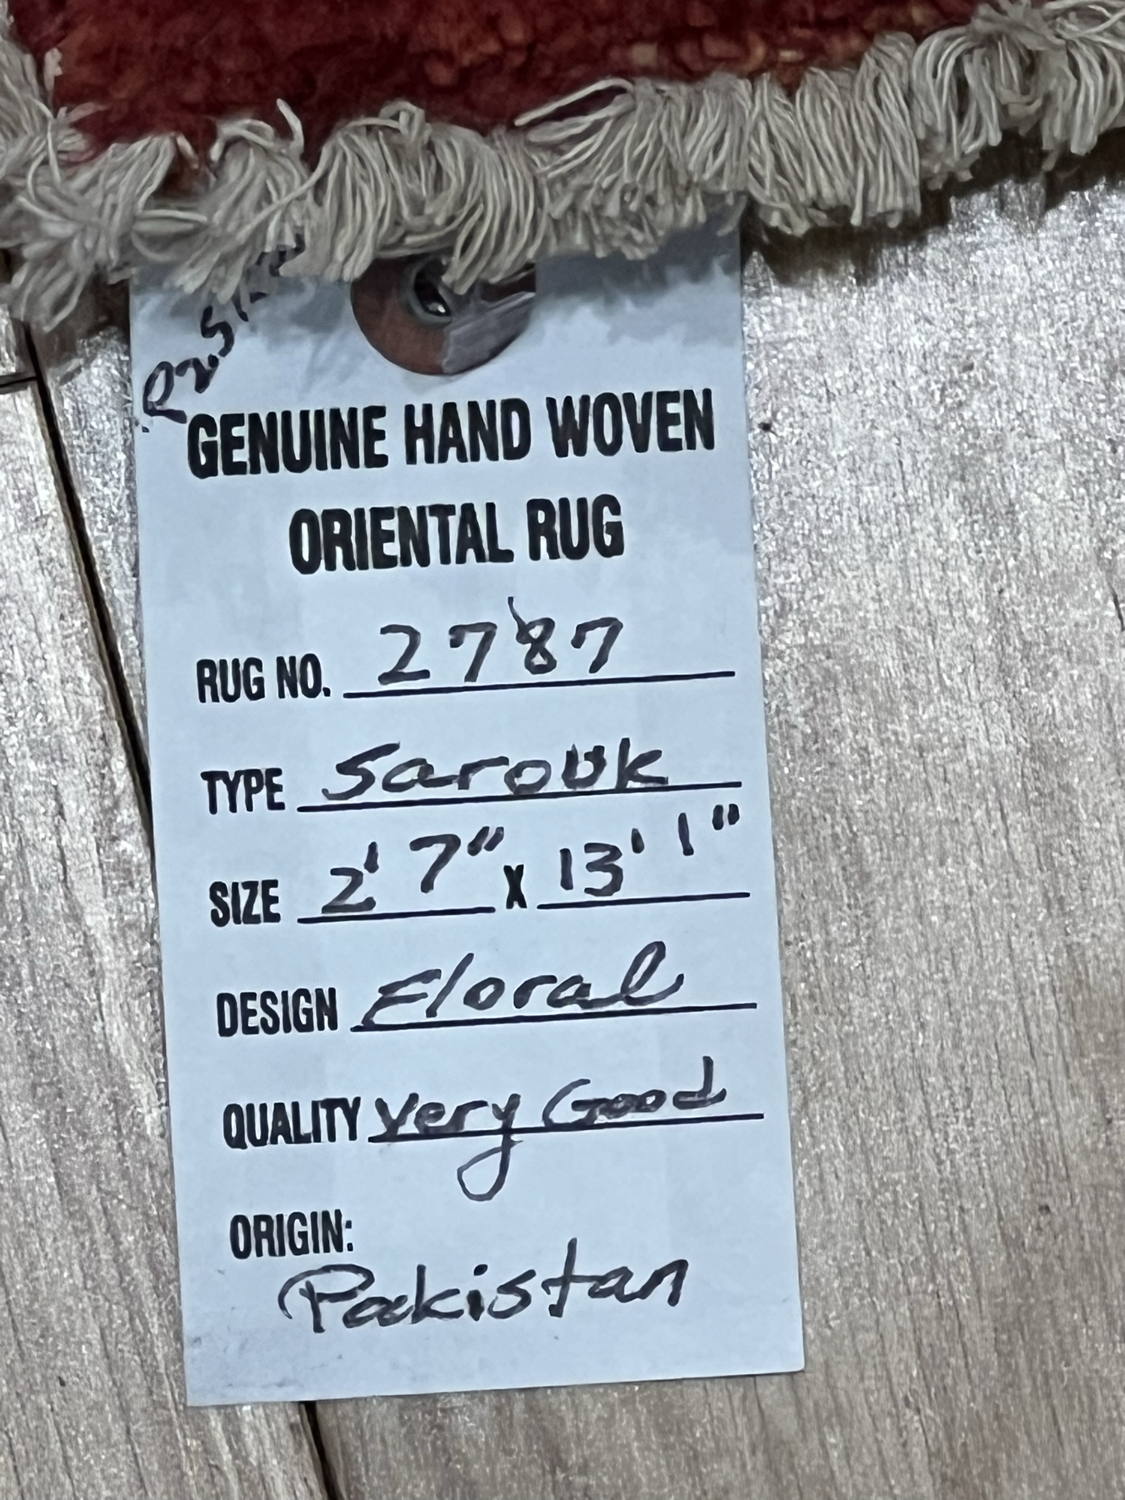 GENUINE HAND WOVEN
ORIENTAL RUG
RUG NO. 2787
TYPE Sarouk
SIZE 2' 7" X 13' 1"
DESIGN Floral
QUALITY Very Good
ORIGIN:
Pakistan